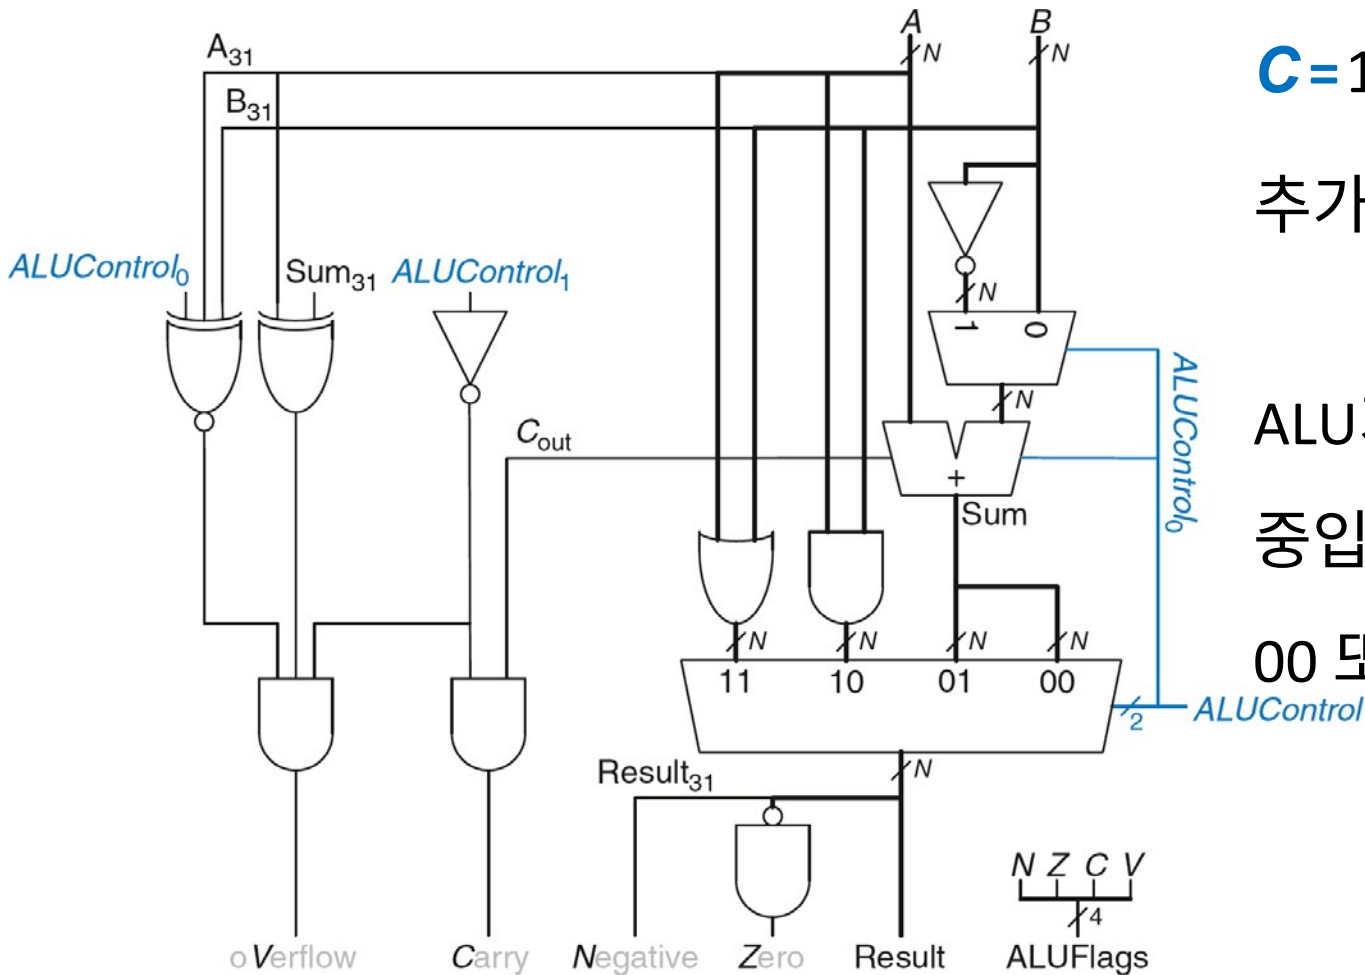 A B
N N
A31
B31
C = 1
추가
N
ALUControl0 Sum31 ALUControl1
1 0
N
ALUControl0
Cout
+
Sum
ALU
중입
N N N N
11 10 01 00
00
2 ALUControl
N
Result31
N Z C V
4
oVerflow Carry Negative Zero Result ALUFlags